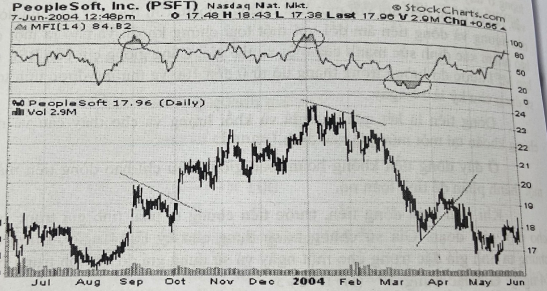 PeopleSoft, Inc. (PSFT) Nasdaq Nat. Mkt. © StockCharts.com
7-Jun-2004 12:48pm O 17.48 H 18.43 L 17.38 Last 17.96 V 2.9M Chg +0.66
MFI(14) 84.82
100
80
50
20
0
PeopleSoft 17.96 (Daily)
Vol 2.9M
24
23
22
21
20
19
18
17
Jul Aug Sep Oct Nov Dec 2004 Feb Mar Apr May Jun